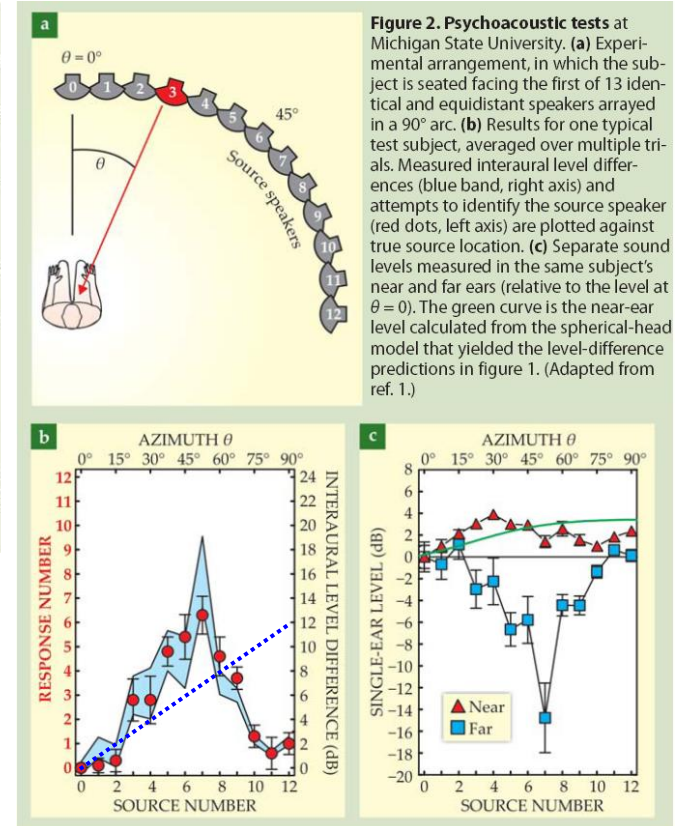 a
θ = 0°
0 1 2 3 4 5 6 7 8 9 10 11 12
45°
θ
Source speakers
Figure 2. Psychoacoustic tests at
Michigan State University. (a) Experi-
mental arrangement, in which the sub-
ject is seated facing the first of 13 iden-
tical and equidistant speakers arrayed
in a 90° arc. (b) Results for one typical
test subject, averaged over multiple tri-
als. Measured interaural level differ-
ences (blue band, right axis) and
attempts to identify the source speaker
(red dots, left axis) are plotted against
true source location. (c) Separate sound
levels measured in the same subject's
near and far ears (relative to the level at
θ = 0). The green curve is the near-ear
level calculated from the spherical-head
model that yielded the level-difference
predictions in figure 1. (Adapted from
ref. 1.)
b
AZIMUTH θ
0° 15° 30° 45° 60° 75° 90°
RESPONSE NUMBER
12
11
10
9
8
7
6
5
4
3
2
1
0
24
22
20
18
16
14
12
10
8
6
4
2
0
INTERAURAL LEVEL DIFFERENCE (dB)
0 2 4 6 8 10 12
SOURCE NUMBER
c
AZIMUTH θ
0° 15° 30° 45° 60° 75° 90°
SINGLE-EAR LEVEL (dB)
8
6
4
2
0
−2
−4
−6
−8
−10
−12
−14
−16
−18
−20
Near
Far
0 2 4 6 8 10 12
SOURCE NUMBER